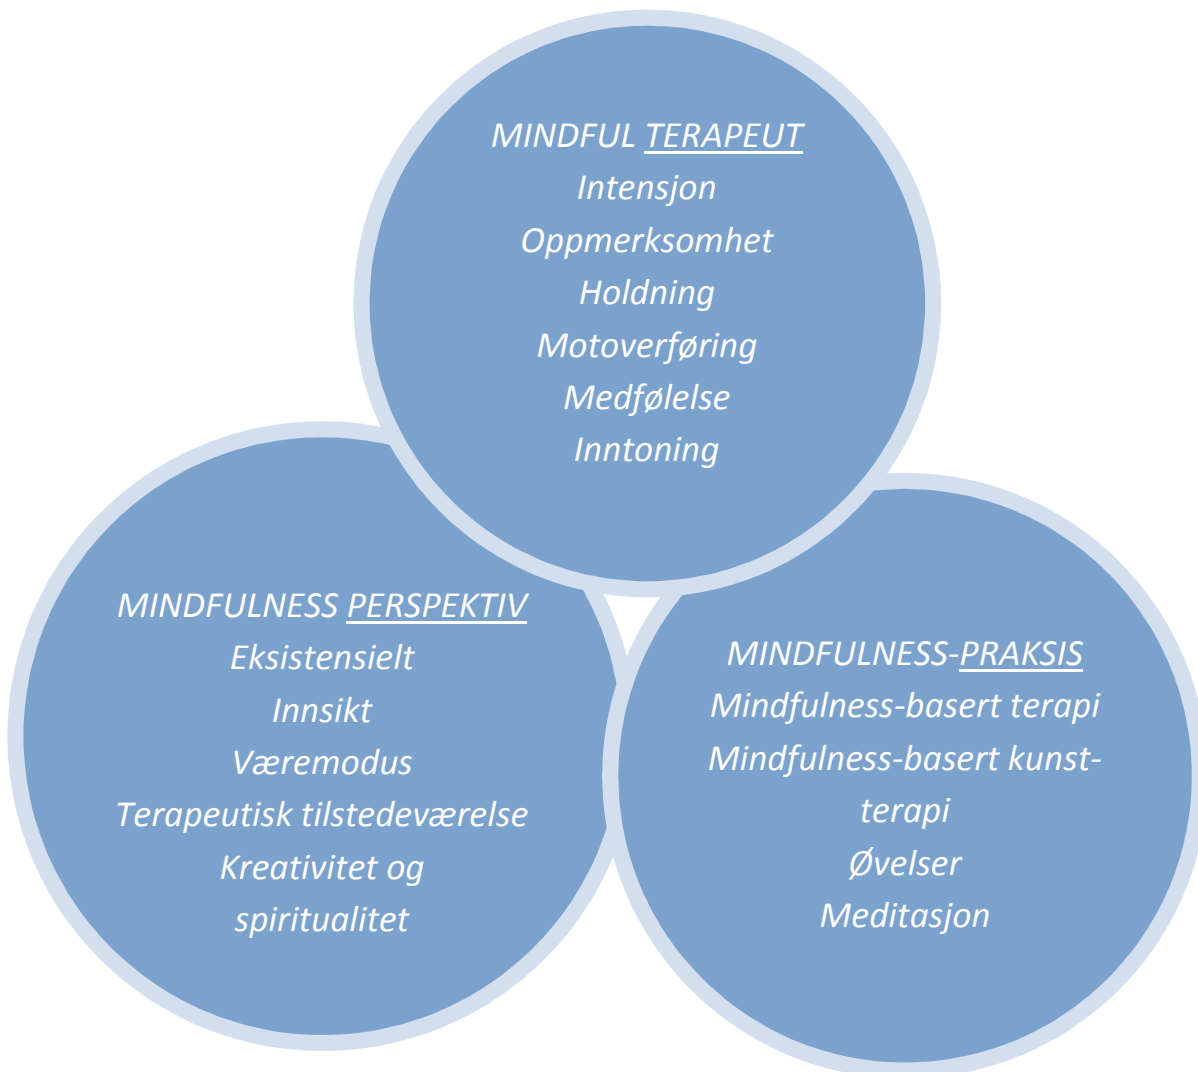 MINDFUL TERAPEUT
Intensjon
Oppmerksomhet
Holdning
Motoverføring
Medfølelse
Inntoning
MINDFULNESS PERSPEKTIV
Eksistensielt
Innsikt
Væremodus
Terapeutisk tilstedeværelse
Kreativitet og
spiritualitet
MINDFULNESS-PRAKSIS
Mindfulness-basert terapi
Mindfulness-basert kunst-
terapi
Øvelser
Meditasjon